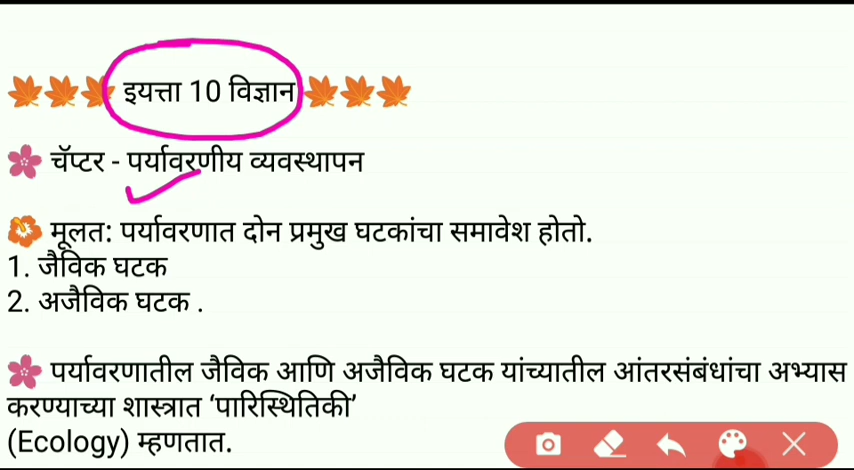 इयत्ता 10 विज्ञान
चॅप्टर - पर्यावरणीय व्यवस्थापन
मूलत: पर्यावरणात दोन प्रमुख घटकांचा समावेश होतो.
1. जैविक घटक
2. अजैविक घटक .
पर्यावरणातील जैविक आणि अजैविक घटक यांच्यातील आंतरसंबंधांचा अभ्यास
करण्याच्या शास्त्रात ‘पारिस्थितिकी’
(Ecology) म्हणतात.